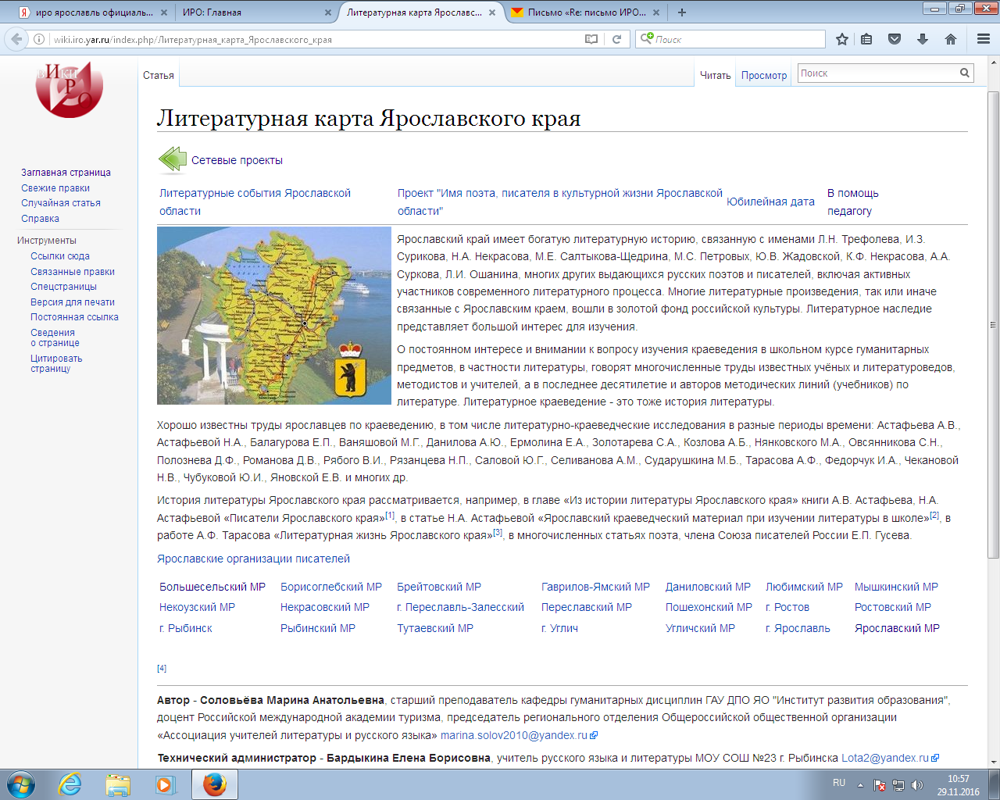 иро ярославль официаль...
ИРО: Главная
Литературная карта Ярославс...
Письмо «Re: письмо ИРО...
wiki.iro.yar.ru/index.php/Литературная_карта_Ярославского_края
Поиск
ВИКИ
ИРО
Статья
Читать
Просмотр
Поиск
Литературная карта Ярославского края
Сетевые проекты
Заглавная страница
Свежие правки
Случайная статья
Справка
Инструменты
Ссылки сюда
Связанные правки
Спецстраницы
Версия для печати
Постоянная ссылка
Сведения
о странице
Цитировать
страницу
Литературные события Ярославской
области
Проект "Имя поэта, писателя в культурной жизни Ярославской
области"
Юбилейная дата
В помощь
педагогу
Ярославский край имеет богатую литературную историю, связанную с именами Л.Н. Трефолева, И.З.
Сурикова, Н.А. Некрасова, М.Е. Салтыкова-Щедрина, М.С. Петровых, Ю.В. Жадовской, К.Ф. Некрасова, А.А.
Суркова, Л.И. Ошанина, многих других выдающихся русских поэтов и писателей, включая активных
участников современного литературного процесса. Многие литературные произведения, так или иначе
связанные с Ярославским краем, вошли в золотой фонд российской культуры. Литературное наследие
представляет большой интерес для изучения.
О постоянном интересе и внимании к вопросу изучения краеведения в школьном курсе гуманитарных
предметов, в частности литературы, говорят многочисленные труды известных учёных и литературоведов,
методистов и учителей, а в последнее десятилетие и авторов методических линий (учебников) по
литературе. Литературное краеведение - это тоже история литературы.
Хорошо известны труды ярославцев по краеведению, в том числе литературно-краеведческие исследования в разные периоды времени: Астафьева А.В.,
Астафьевой Н.А., Балагурова Е.П., Ваняшовой М.Г., Данилова А.Ю., Ермолина Е.А., Золотарева С.А., Козлова А.Б., Нянковского М.А., Овсянникова С.Н.,
Полознева Д.Ф., Романова Д.В., Рябого В.И., Рязанцева Н.П., Саловой Ю.Г., Селиванова А.М., Сударушкина М.Б., Тарасова А.Ф., Федорчук И.А., Чекановой
Н.В., Чубуковой Ю.И., Яновской Е.В. и многих др.
История литературы Ярославского края рассматривается, например, в главе «Из истории литературы Ярославского края» книги А.В. Астафьева, Н.А.
Астафьевой «Писатели Ярославского края»[1], в статье Н.А. Астафьевой «Ярославский краеведческий материал при изучении литературы в школе»[2], в
работе А.Ф. Тарасова «Литературная жизнь Ярославского края»[3], в многочисленных статьях поэта, члена Союза писателей России Е.П. Гусева.
Ярославские организации писателей
Большесельский МР Борисоглебский МР Брейтовский МР Гаврилов-Ямский МР Даниловский МР Любимский МР Мышкинский МР
Некоузский МР Некрасовский МР г. Переславль-Залесский Переславский МР Пошехонский МР г. Ростов Ростовский МР
г. Рыбинск Рыбинский МР Тутаевский МР г. Углич Угличский МР г. Ярославль Ярославский МР
[4]
Автор - Соловьёва Марина Анатольевна, старший преподаватель кафедры гуманитарных дисциплин ГАУ ДПО ЯО "Институт развития образования",
доцент Российской международной академии туризма, председатель регионального отделения Общероссийской общественной организации
«Ассоциация учителей литературы и русского языка» marina.solov2010@yandex.ru
Технический администратор - Бардыкина Елена Борисовна, учитель русского языка и литературы МОУ СОШ №23 г. Рыбинска Lota2@yandex.ru
RU
10:57
29.11.2016